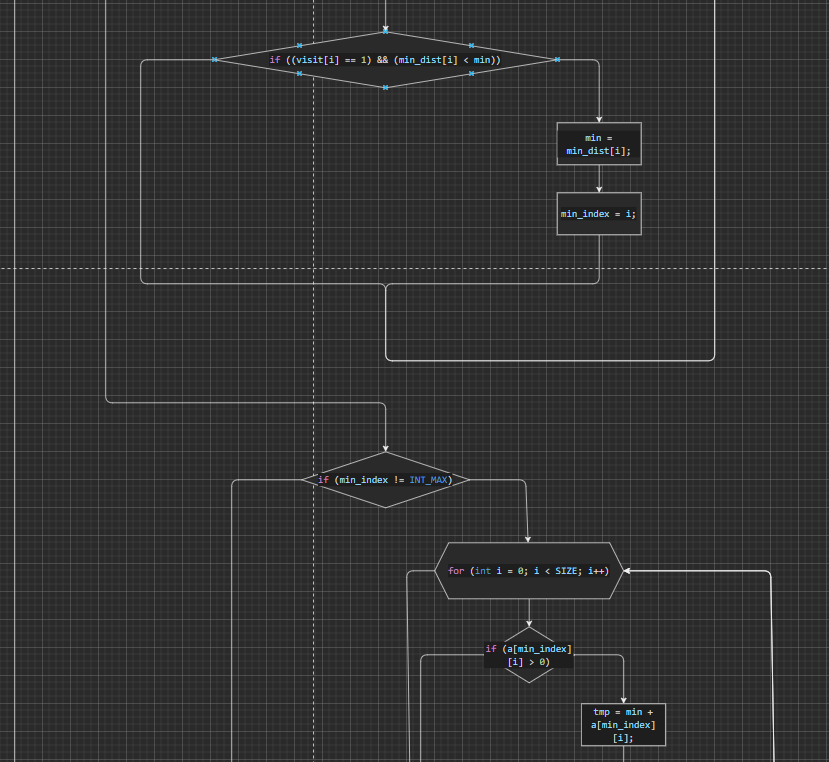 if ((visit[i] == 1) && (min_dist[i] < min))
min =
min_dist[i];
min_index = i;
if (min_index != INT_MAX)
for (int i = 0; i < SIZE; i++)
if (a[min_index]
[i] > 0)
tmp = min +
a[min_index]
[i];